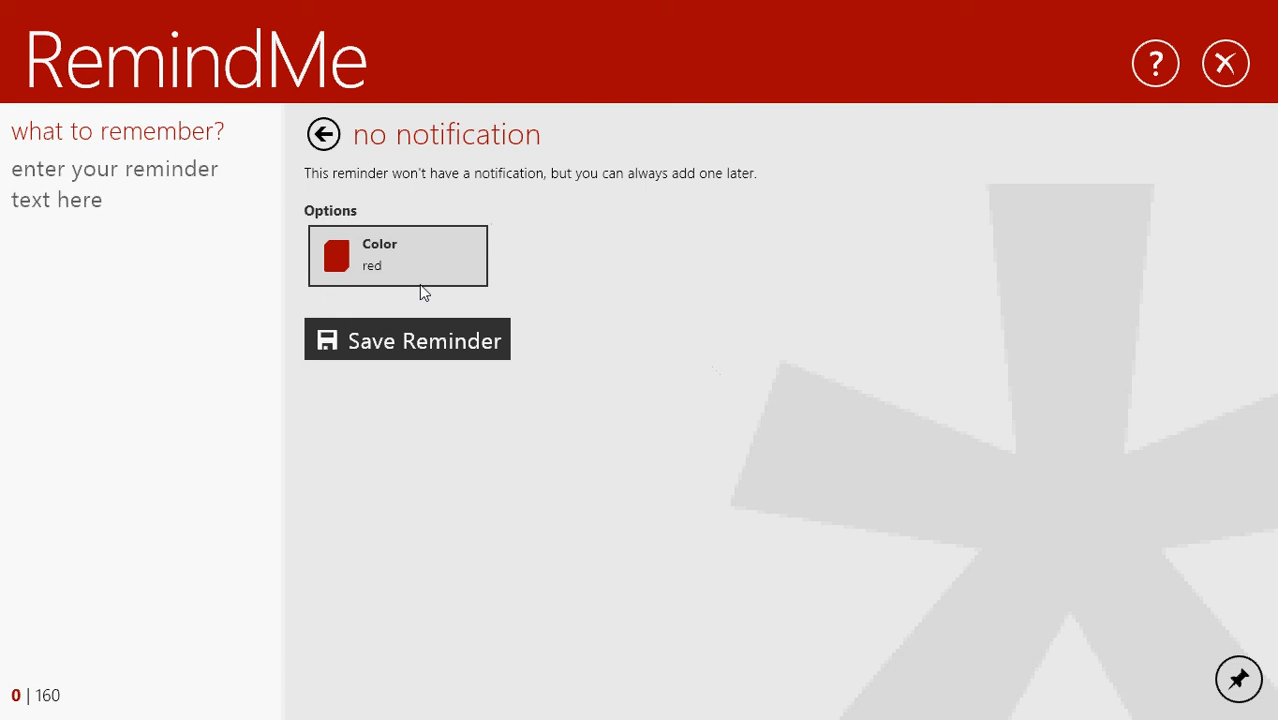 RemindMe
?
what to remember?
enter your reminder
text here
no notification
This reminder won't have a notification, but you can always add one later.
Options
Color
red
Save Reminder
0 | 160